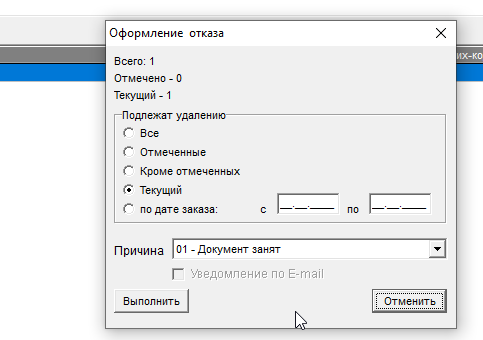 Оформление отказа
их-ко
Всего: 1
Отмечено - 0
Текущий - 1
Подлежат удалению
Все
Отмеченные
Кроме отмеченных
Текущий
по дате заказа: с __.__.____ по __.__.____
Причина 01 - Документ занят
Уведомление по E-mail
Выполнить Отменить